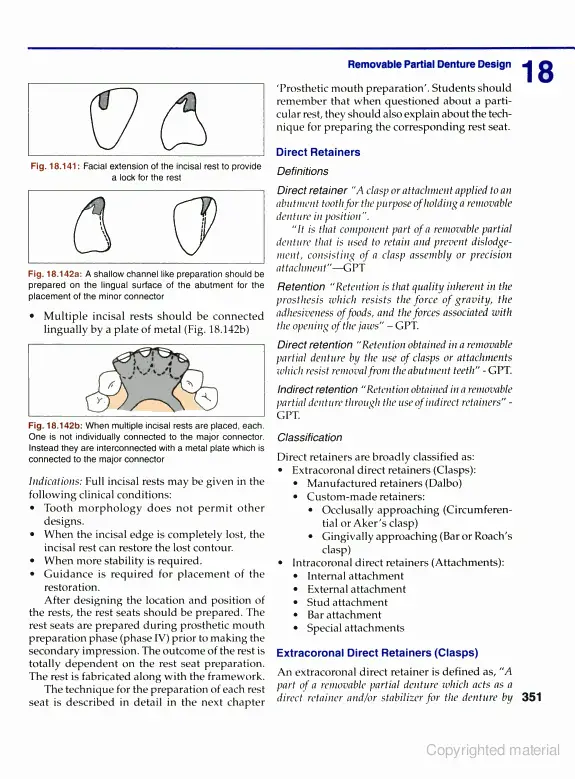 Removable Partial Denture Design
18
Fig. 18.141: Facial extension of the incisal rest to provide
a lock for the rest
Fig. 18.142a: A shallow channel like preparation should be
prepared on the lingual surface of the abutment for the
placement of the minor connector
• Multiple incisal rests should be connected
lingually by a plate of metal (Fig. 18.142b)
Fig. 18.142b: When multiple incisal rests are placed, each.
One is not individually connected to the major connector.
Instead they are interconnected with a metal plate which is
connected to the major connector
Indications: Full incisal rests may be given in the
following clinical conditions:
• Tooth morphology does not permit other
designs.
• When the incisal edge is completely lost, the
incisal rest can restore the lost contour.
• When more stability is required.
• Guidance is required for placement of the
restoration.
After designing the location and position of
the rests, the rest seats should be prepared. The
rest seats are prepared during prosthetic mouth
preparation phase (phase IV) prior to making the
secondary impression. The outcome of the rest is
totally dependent on the rest seat preparation.
The rest is fabricated along with the framework.
The technique for the preparation of each rest
seat is described in detail in the next chapter
'Prosthetic mouth preparation'. Students should
remember that when questioned about a parti-
cular rest, they should also explain about the tech-
nique for preparing the corresponding rest seat.
Direct Retainers
Definitions
Direct retainer "A clasp or attachment applied to an
abutment tooth for the purpose of holding a removable
denture in position".
"It is that component part of a removable partial
denture that is used to retain and prevent dislodge-
ment, consisting of a clasp assembly or precision
attachment"—GPT
Retention "Retention is that quality inherent in the
prosthesis which resists the force of gravity, the
adhesiveness of foods, and the forces associated with
the opening of the jaws" – GPT.
Direct retention "Retention obtained in a removable
partial denture by the use of clasps or attachments
which resist removal from the abutment teeth" - GPT.
Indirect retention "Retention obtained in a removable
partial denture through the use of indirect retainers" -
GPT.
Classification
Direct retainers are broadly classified as:
• Extracoronal direct retainers (Clasps):
• Manufactured retainers (Dalbo)
• Custom-made retainers:
• Occlusally approaching (Circumferen-
tial or Aker's clasp)
• Gingivally approaching (Bar or Roach's
clasp)
• Intracoronal direct retainers (Attachments):
• Internal attachment
• External attachment
• Stud attachment
• Bar attachment
• Special attachments
Extracoronal Direct Retainers (Clasps)
An extracoronal direct retainer is defined as, "A
part of a removable partial denture which acts as a
direct retainer and/or stabilizer for the denture by
351
Copyrighted material